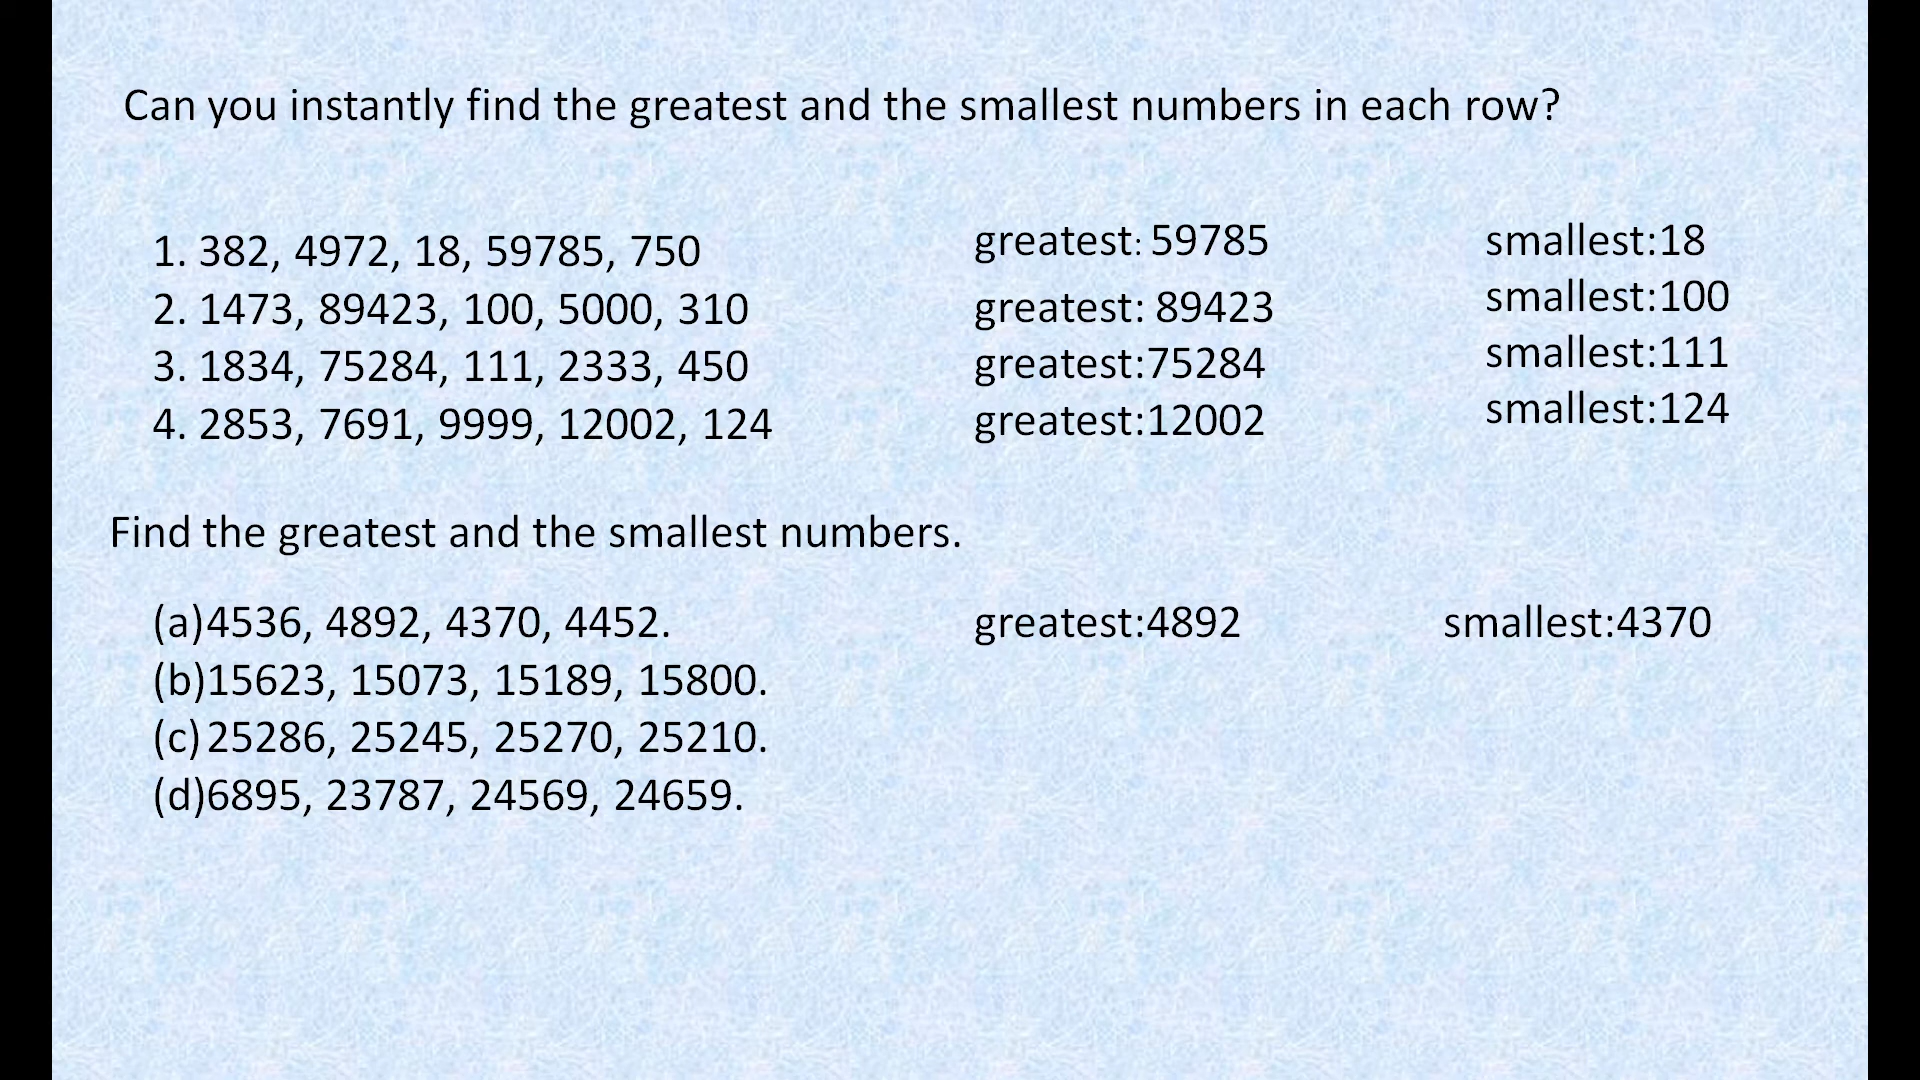 Can you instantly find the greatest and the smallest numbers in each row?
1. 382, 4972, 18, 59785, 750
greatest: 59785
smallest:18
2. 1473, 89423, 100, 5000, 310
greatest: 89423
smallest:100
3. 1834, 75284, 111, 2333, 450
greatest:75284
smallest:111
4. 2853, 7691, 9999, 12002, 124
greatest:12002
smallest:124
Find the greatest and the smallest numbers.
(a)4536, 4892, 4370, 4452.
greatest:4892
smallest:4370
(b)15623, 15073, 15189, 15800.
(c)25286, 25245, 25270, 25210.
(d)6895, 23787, 24569, 24659.